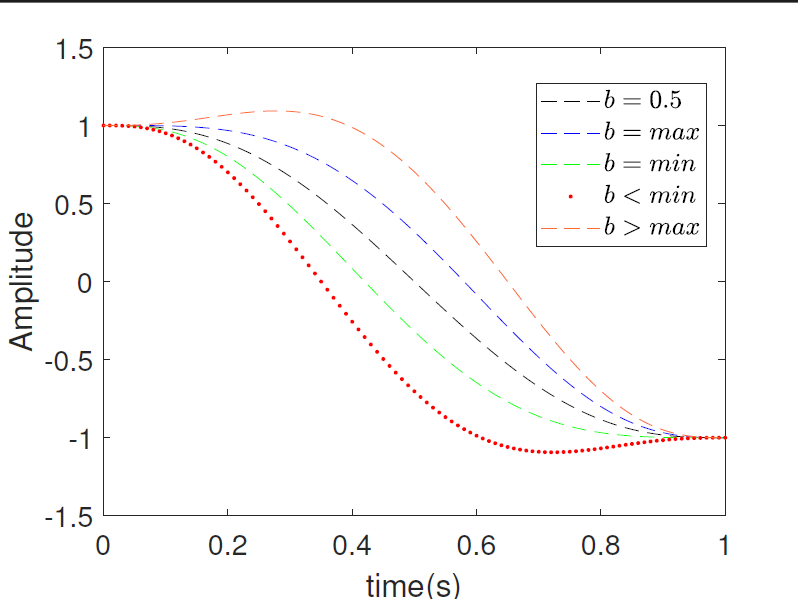 1.5
1
0.5
0
-0.5
-1
-1.5
Amplitude
b = 0.5
b = max
b = min
b < min
b > max
0
0.2
0.4
0.6
0.8
1
time(s)